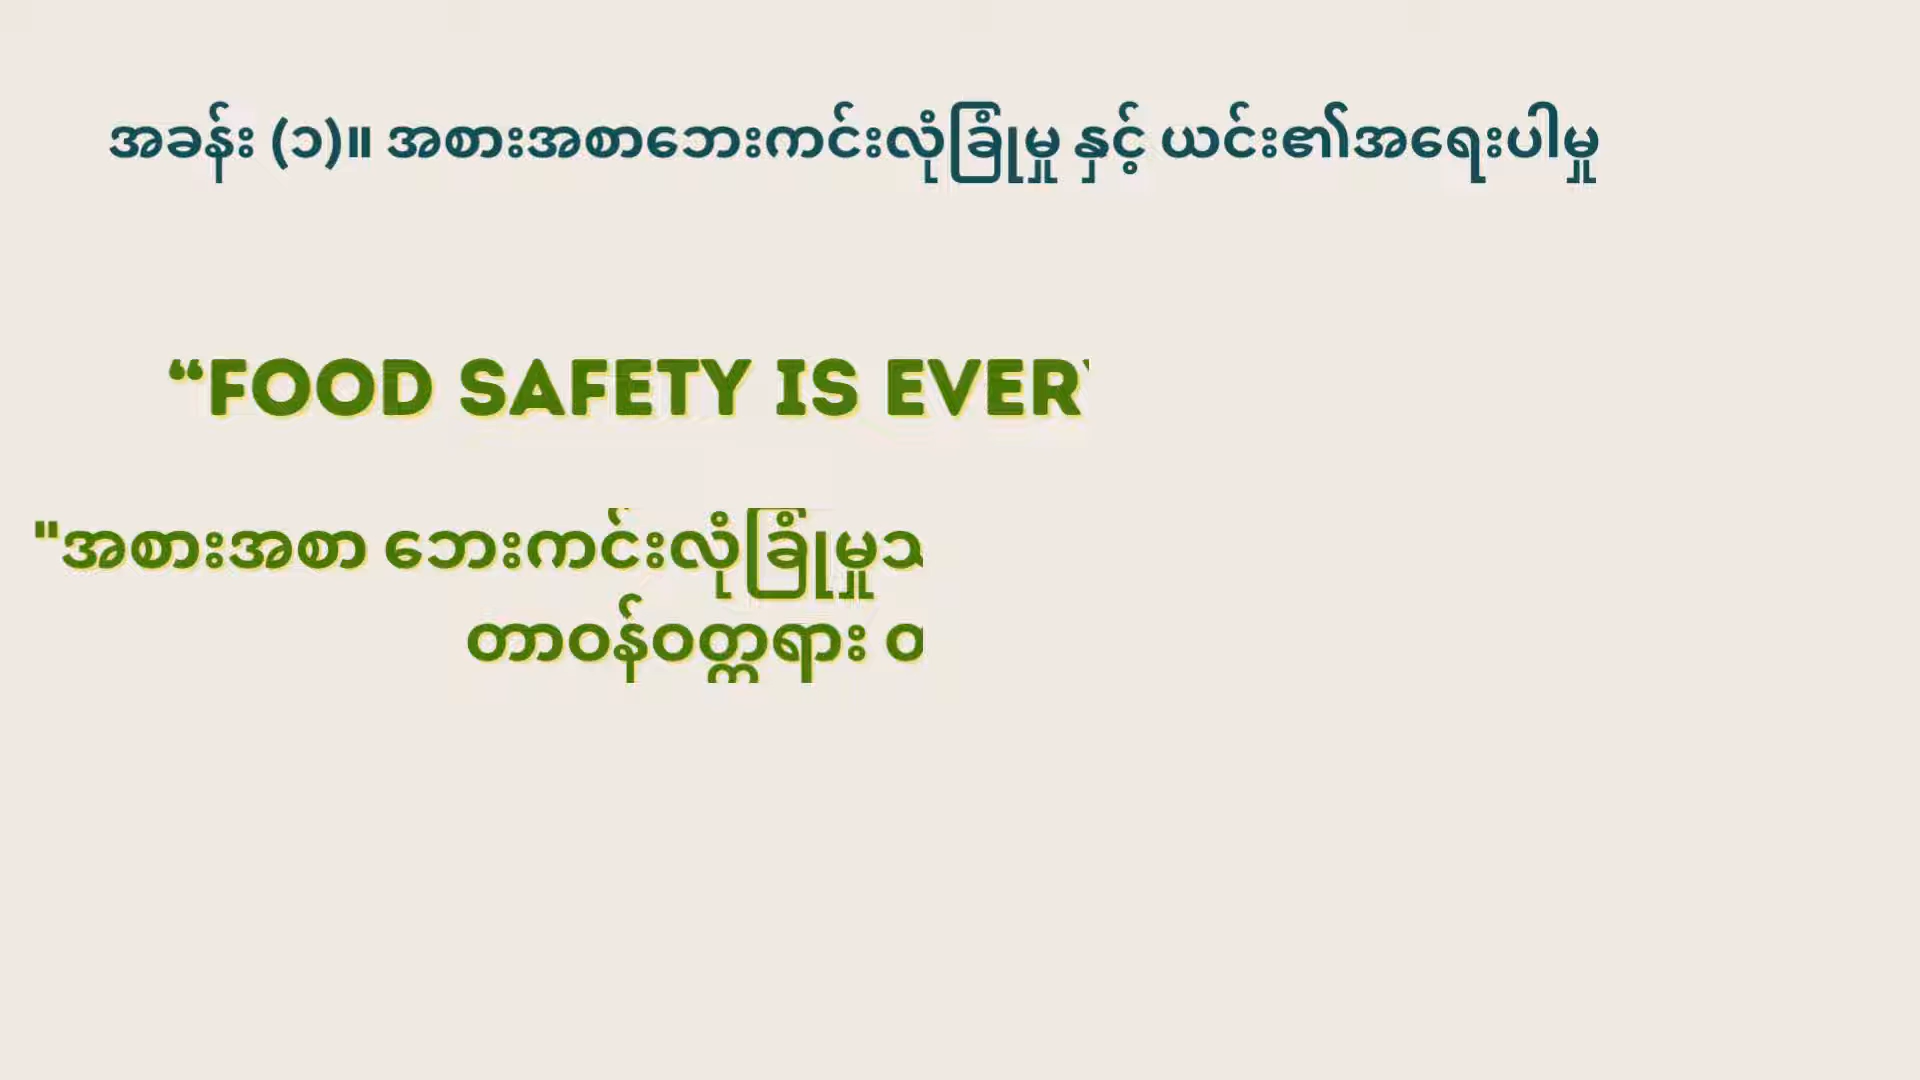 အခန်း (၁)။ အစားအစာဘေးကင်းလုံခြုံမှု နှင့် ယင်း၏အရေးပါမှု
“FOOD SAFETY IS EVER
"အစားအစာ ဘေးကင်းလုံခြုံမှု
တာဝန်ဝတ္တရား